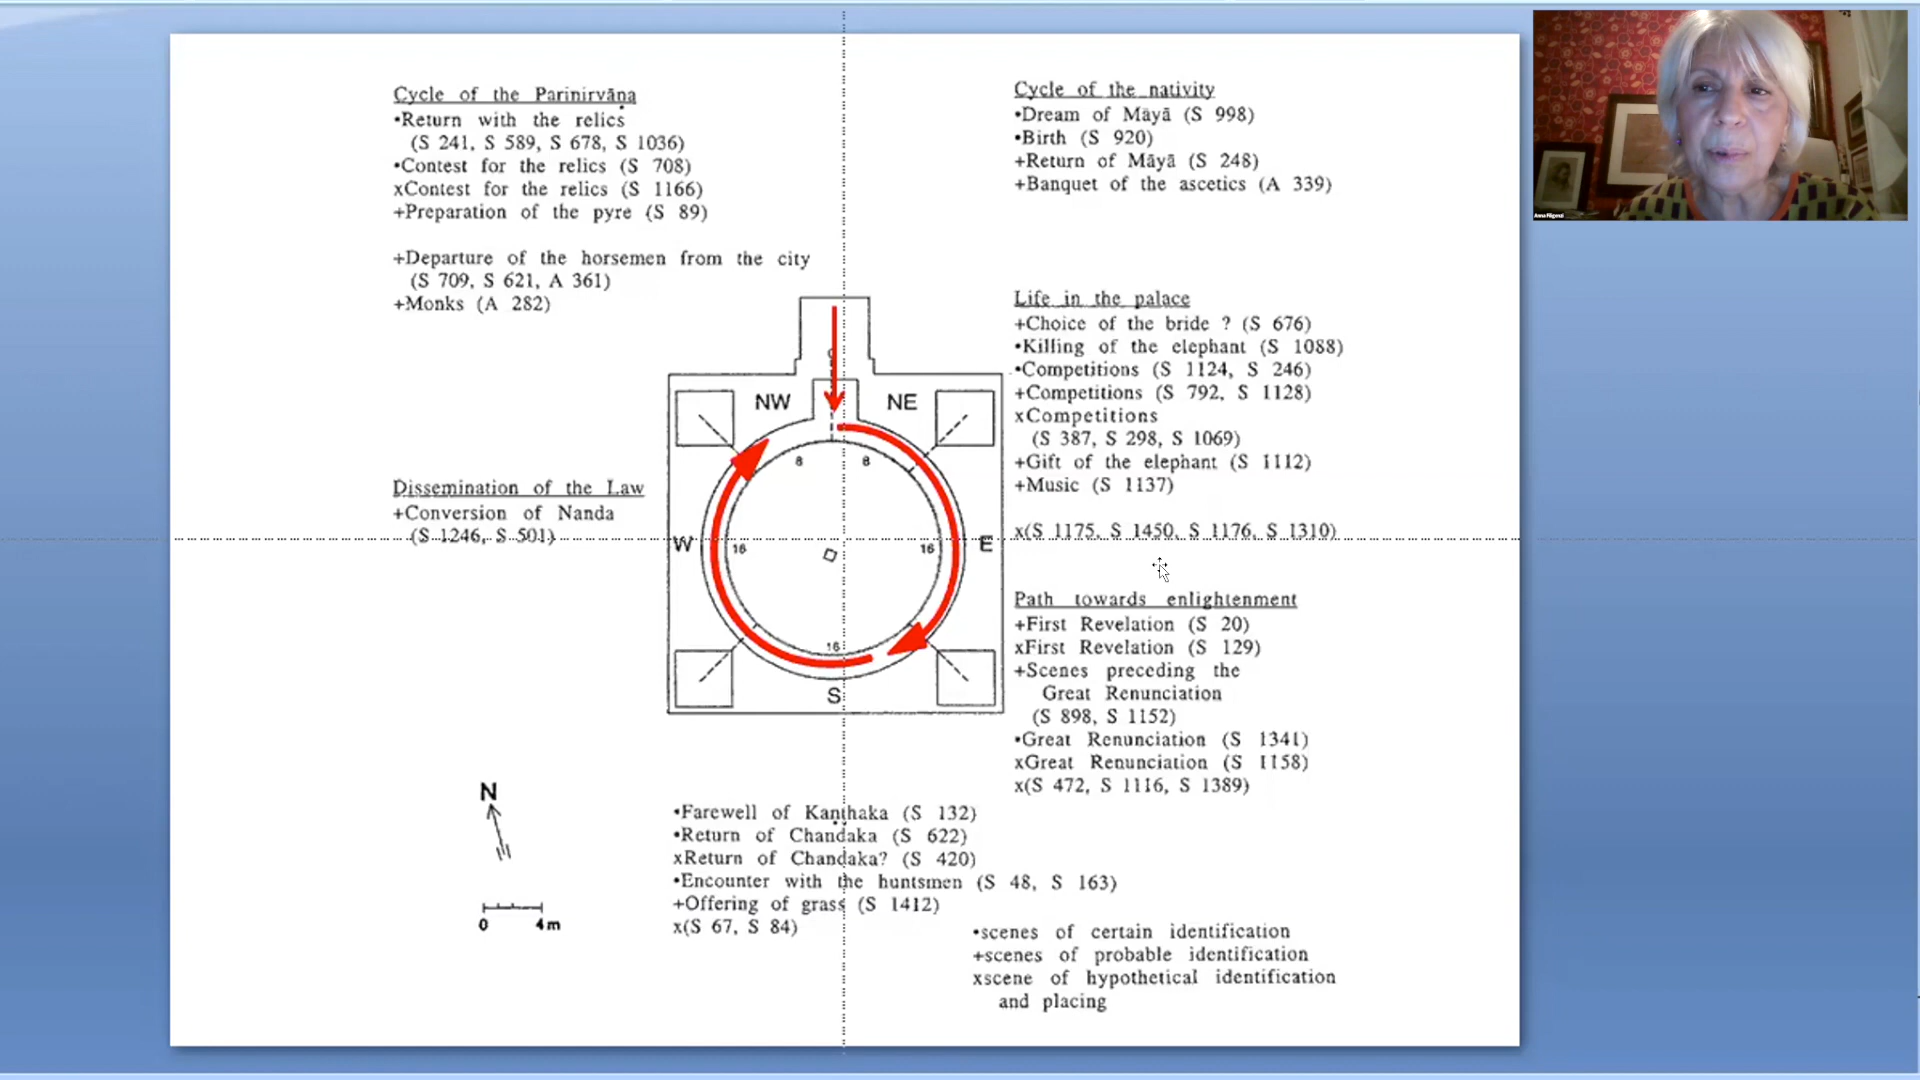 Cycle of the Parinirvāṇa
•Return with the relics
(S 241, S 589, S 678, S 1036)
•Contest for the relics (S 708)
xContest for the relics (S 1166)
+Preparation of the pyre (S 89)
+Departure of the horsemen from the city
(S 709, S 621, A 361)
+Monks (A 282)
Dissemination of the Law
+Conversion of Nanda
(S 1246, S 501)
Cycle of the nativity
•Dream of Māyā (S 998)
•Birth (S 920)
+Return of Māyā (S 248)
+Banquet of the ascetics (A 339)
Life in the palace
+Choice of the bride ? (S 676)
•Killing of the elephant (S 1088)
•Competitions (S 1124, S 246)
+Competitions (S 792, S 1128)
xCompetitions
(S 387, S 298, S 1069)
+Gift of the elephant (S 1112)
+Music (S 1137)
x(S 1175, S 1450, S 1176, S 1310)
Path towards enlightenment
+First Revelation (S 20)
xFirst Revelation (S 129)
+Scenes preceding the
Great Renunciation
(S 898, S 1152)
•Great Renunciation (S 1341)
xGreat Renunciation (S 1158)
x(S 472, S 1116, S 1389)
NW
NE
8
8
W
16
16
E
16
S
N
0 4m
•Farewell of Kaṇṭhaka (S 132)
•Return of Chaṇḍaka (S 622)
xReturn of Chaṇḍaka? (S 420)
•Encounter with the huntsmen (S 48, S 163)
+Offering of grass (S 1412)
x(S 67, S 84)
•scenes of certain identification
+scenes of probable identification
xscene of hypothetical identification
and placing